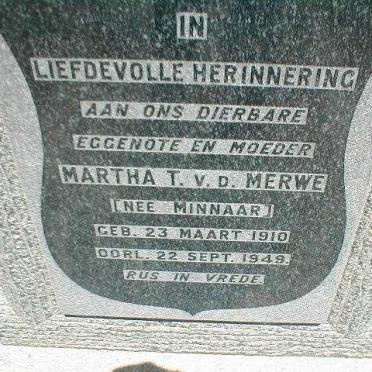 IN
LIEFDEVOLLE HERINNERING
AAN ONS DIERBARE
EGGENOTE EN MOEDER
MARTHA T. V. D. MERWE
(NEE MINNAAR)
GEB. 23 MAART 1910
OORL. 22 SEPT. 1949.
RUS IN VREDE